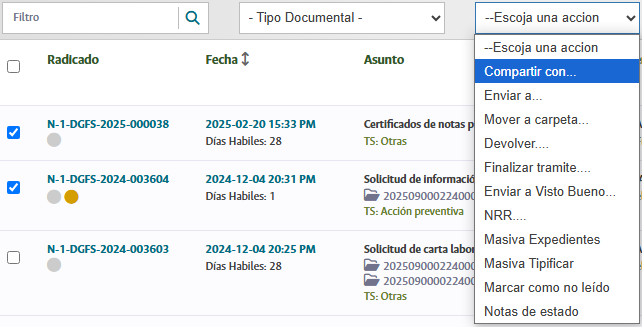 Filtro
- Tipo Documental -
--Escoja una accion
Radicado
Fecha
Asunto
--Escoja una accion
Compartir con...
Enviar a...
Mover a carpeta...
Devolver....
Finalizar tramite....
Enviar a Visto Bueno...
NRR....
Masiva Expedientes
Masiva Tipificar
Marcar como no leído
Notas de estado
N-1-DGFS-2025-000038
2025-02-20 15:33 PM
Días Habiles: 28
Certificados de notas p
TS: Otras
N-1-DGFS-2024-003604
2024-12-04 20:31 PM
Días Habiles: 1
Solicitud de informació
202509000224000
TS: Acción preventiva
N-1-DGFS-2024-003603
2024-12-04 20:25 PM
Días Habiles: 28
Solicitud de carta labor
202509000224000
202509000224000
TS: Otras